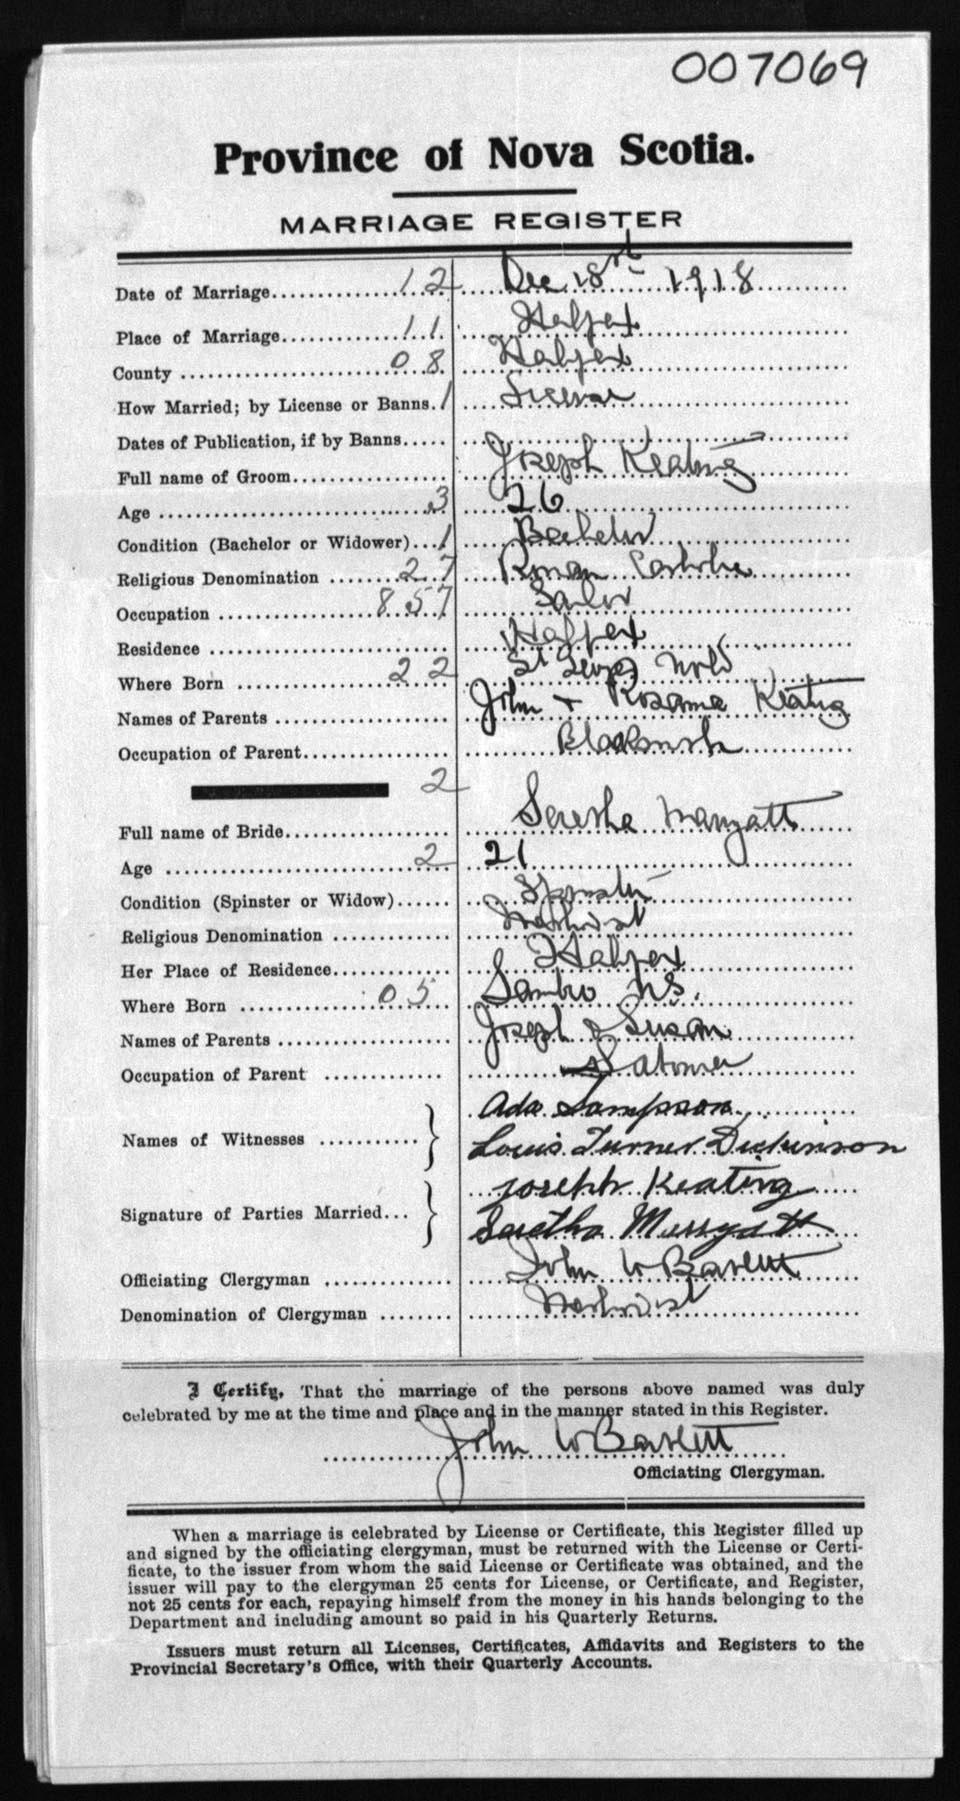 007069
Province of Nova Scotia.
MARRIAGE REGISTER
Date of Marriage 12 Dec 18st 1918
Place of Marriage 11 Halifax
County 08 Halifax
How Married; by License or Banns. 1 License
Dates of Publication, if by Banns
Full name of Groom Joseph Keating
Age 3 26
Condition (Bachelor or Widower) 1 Bachelor
Religious Denomination 27 Roman Catholic
Occupation 857 Sailor
Residence Halifax
Where Born 22 St Nfld
Names of Parents John + Rosanna Keating
Occupation of Parent Blacksmith
2
Full name of Bride Seretha Marryatt
Age 2 21
Condition (Spinster or Widow) Spinster
Religious Denomination Methodist
Her Place of Residence Halifax
Where Born 05 Sambro NS.
Names of Parents Joseph & Susan
Occupation of Parent
Names of Witnesses } Ada Sampson
Louis Turner Dickinson
Signature of Parties Married } Joseph Keating
Seretha Merryatt
Officiating Clergyman John W Bartlett
Denomination of Clergyman Methodist
I Certify, That the marriage of the persons above named was duly
celebrated by me at the time and place and in the manner stated in this Register.
John W Bartlett
Officiating Clergyman.
When a marriage is celebrated by License or Certificate, this Register filled up
and signed by the officiating clergyman, must be returned with the License or Certi-
ficate, to the issuer from whom the said License or Certificate was obtained, and the
issuer will pay to the clergyman 25 cents for License, or Certificate, and Register,
not 25 cents for each, repaying himself from the money in his hands belonging to the
Department and including amount so paid in his Quarterly Returns.
Issuers must return all Licenses, Certificates, Affidavits and Registers to the
Provincial Secretary's Office, with their Quarterly Accounts.